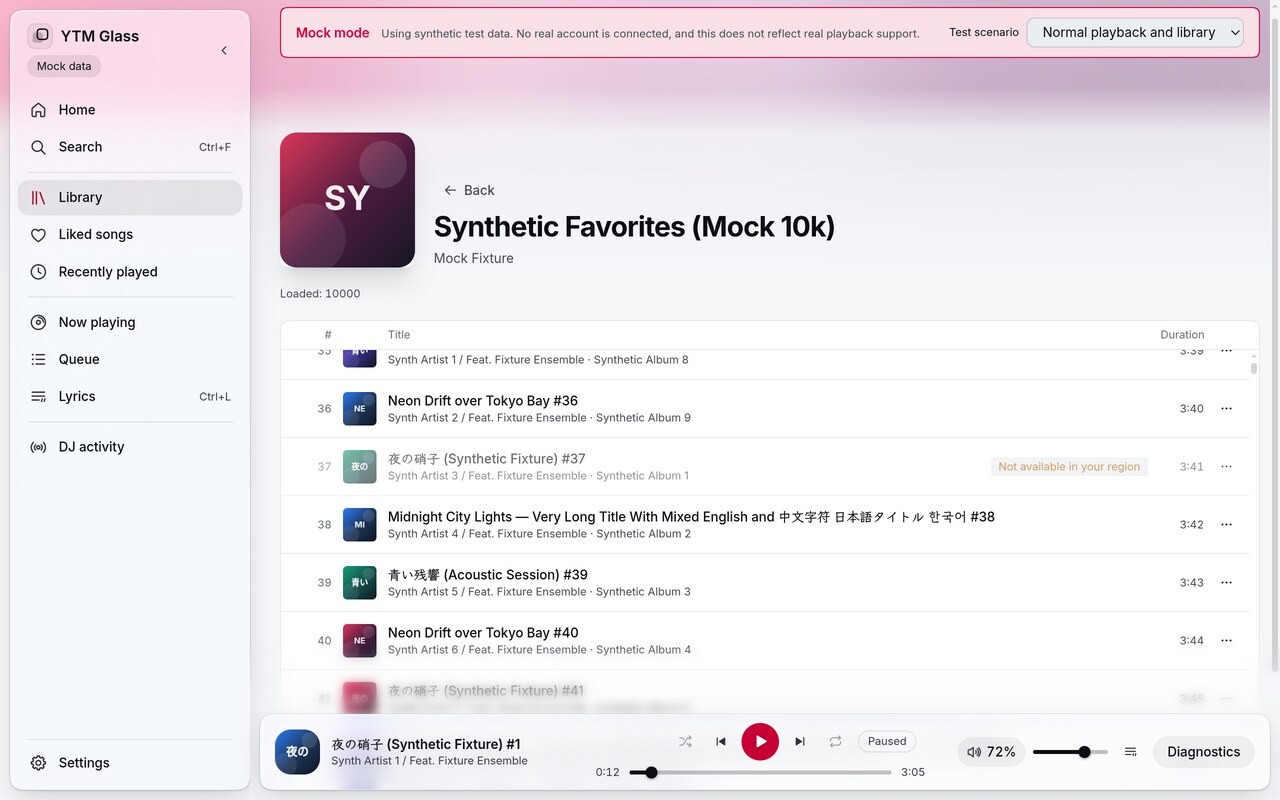 YTM Glass
Mock data
Home
Search Ctrl+F
Library
Liked songs
Recently played
Now playing
Queue
Lyrics Ctrl+L
DJ activity
Settings
Mock mode Using synthetic test data. No real account is connected, and this does not reflect real playback support. Test scenario Normal playback and library
SY
← Back
Synthetic Favorites (Mock 10k)
Mock Fixture
Loaded: 10000
# Title Duration
35 青い 3:39 ···
Synth Artist 1 / Feat. Fixture Ensemble · Synthetic Album 8
36 NE Neon Drift over Tokyo Bay #36 3:40 ···
Synth Artist 2 / Feat. Fixture Ensemble · Synthetic Album 9
37 夜の 夜の硝子 (Synthetic Fixture) #37 Not available in your region 3:41 ···
Synth Artist 3 / Feat. Fixture Ensemble · Synthetic Album 1
38 MI Midnight City Lights — Very Long Title With Mixed English and 中文字符 日本語タイトル 한국어 #38 3:42 ···
Synth Artist 4 / Feat. Fixture Ensemble · Synthetic Album 2
39 青い 青い残響 (Acoustic Session) #39 3:43 ···
Synth Artist 5 / Feat. Fixture Ensemble · Synthetic Album 3
40 NE Neon Drift over Tokyo Bay #40 3:44 ···
Synth Artist 6 / Feat. Fixture Ensemble · Synthetic Album 4
41 夜の 夜の硝子 (Synthetic Fixture) #41 3:45 ···
夜の 夜の硝子 (Synthetic Fixture) #1
Synth Artist 1 / Feat. Fixture Ensemble
Paused
0:12 3:05
72%
Diagnostics